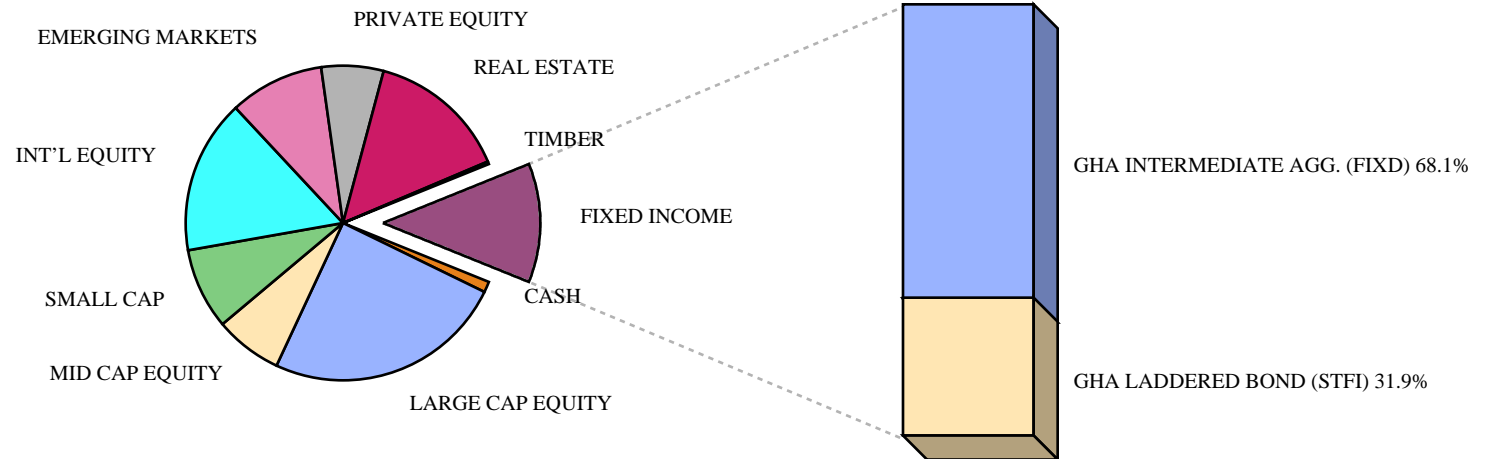 PRIVATE EQUITY
EMERGING MARKETS
REAL ESTATE
TIMBER
INT'L EQUITY
GHA INTERMEDIATE AGG. (FIXD) 68.1%
FIXED INCOME
SMALL CAP
CASH
MID CAP EQUITY
GHA LADDERED BOND (STFI) 31.9%
LARGE CAP EQUITY